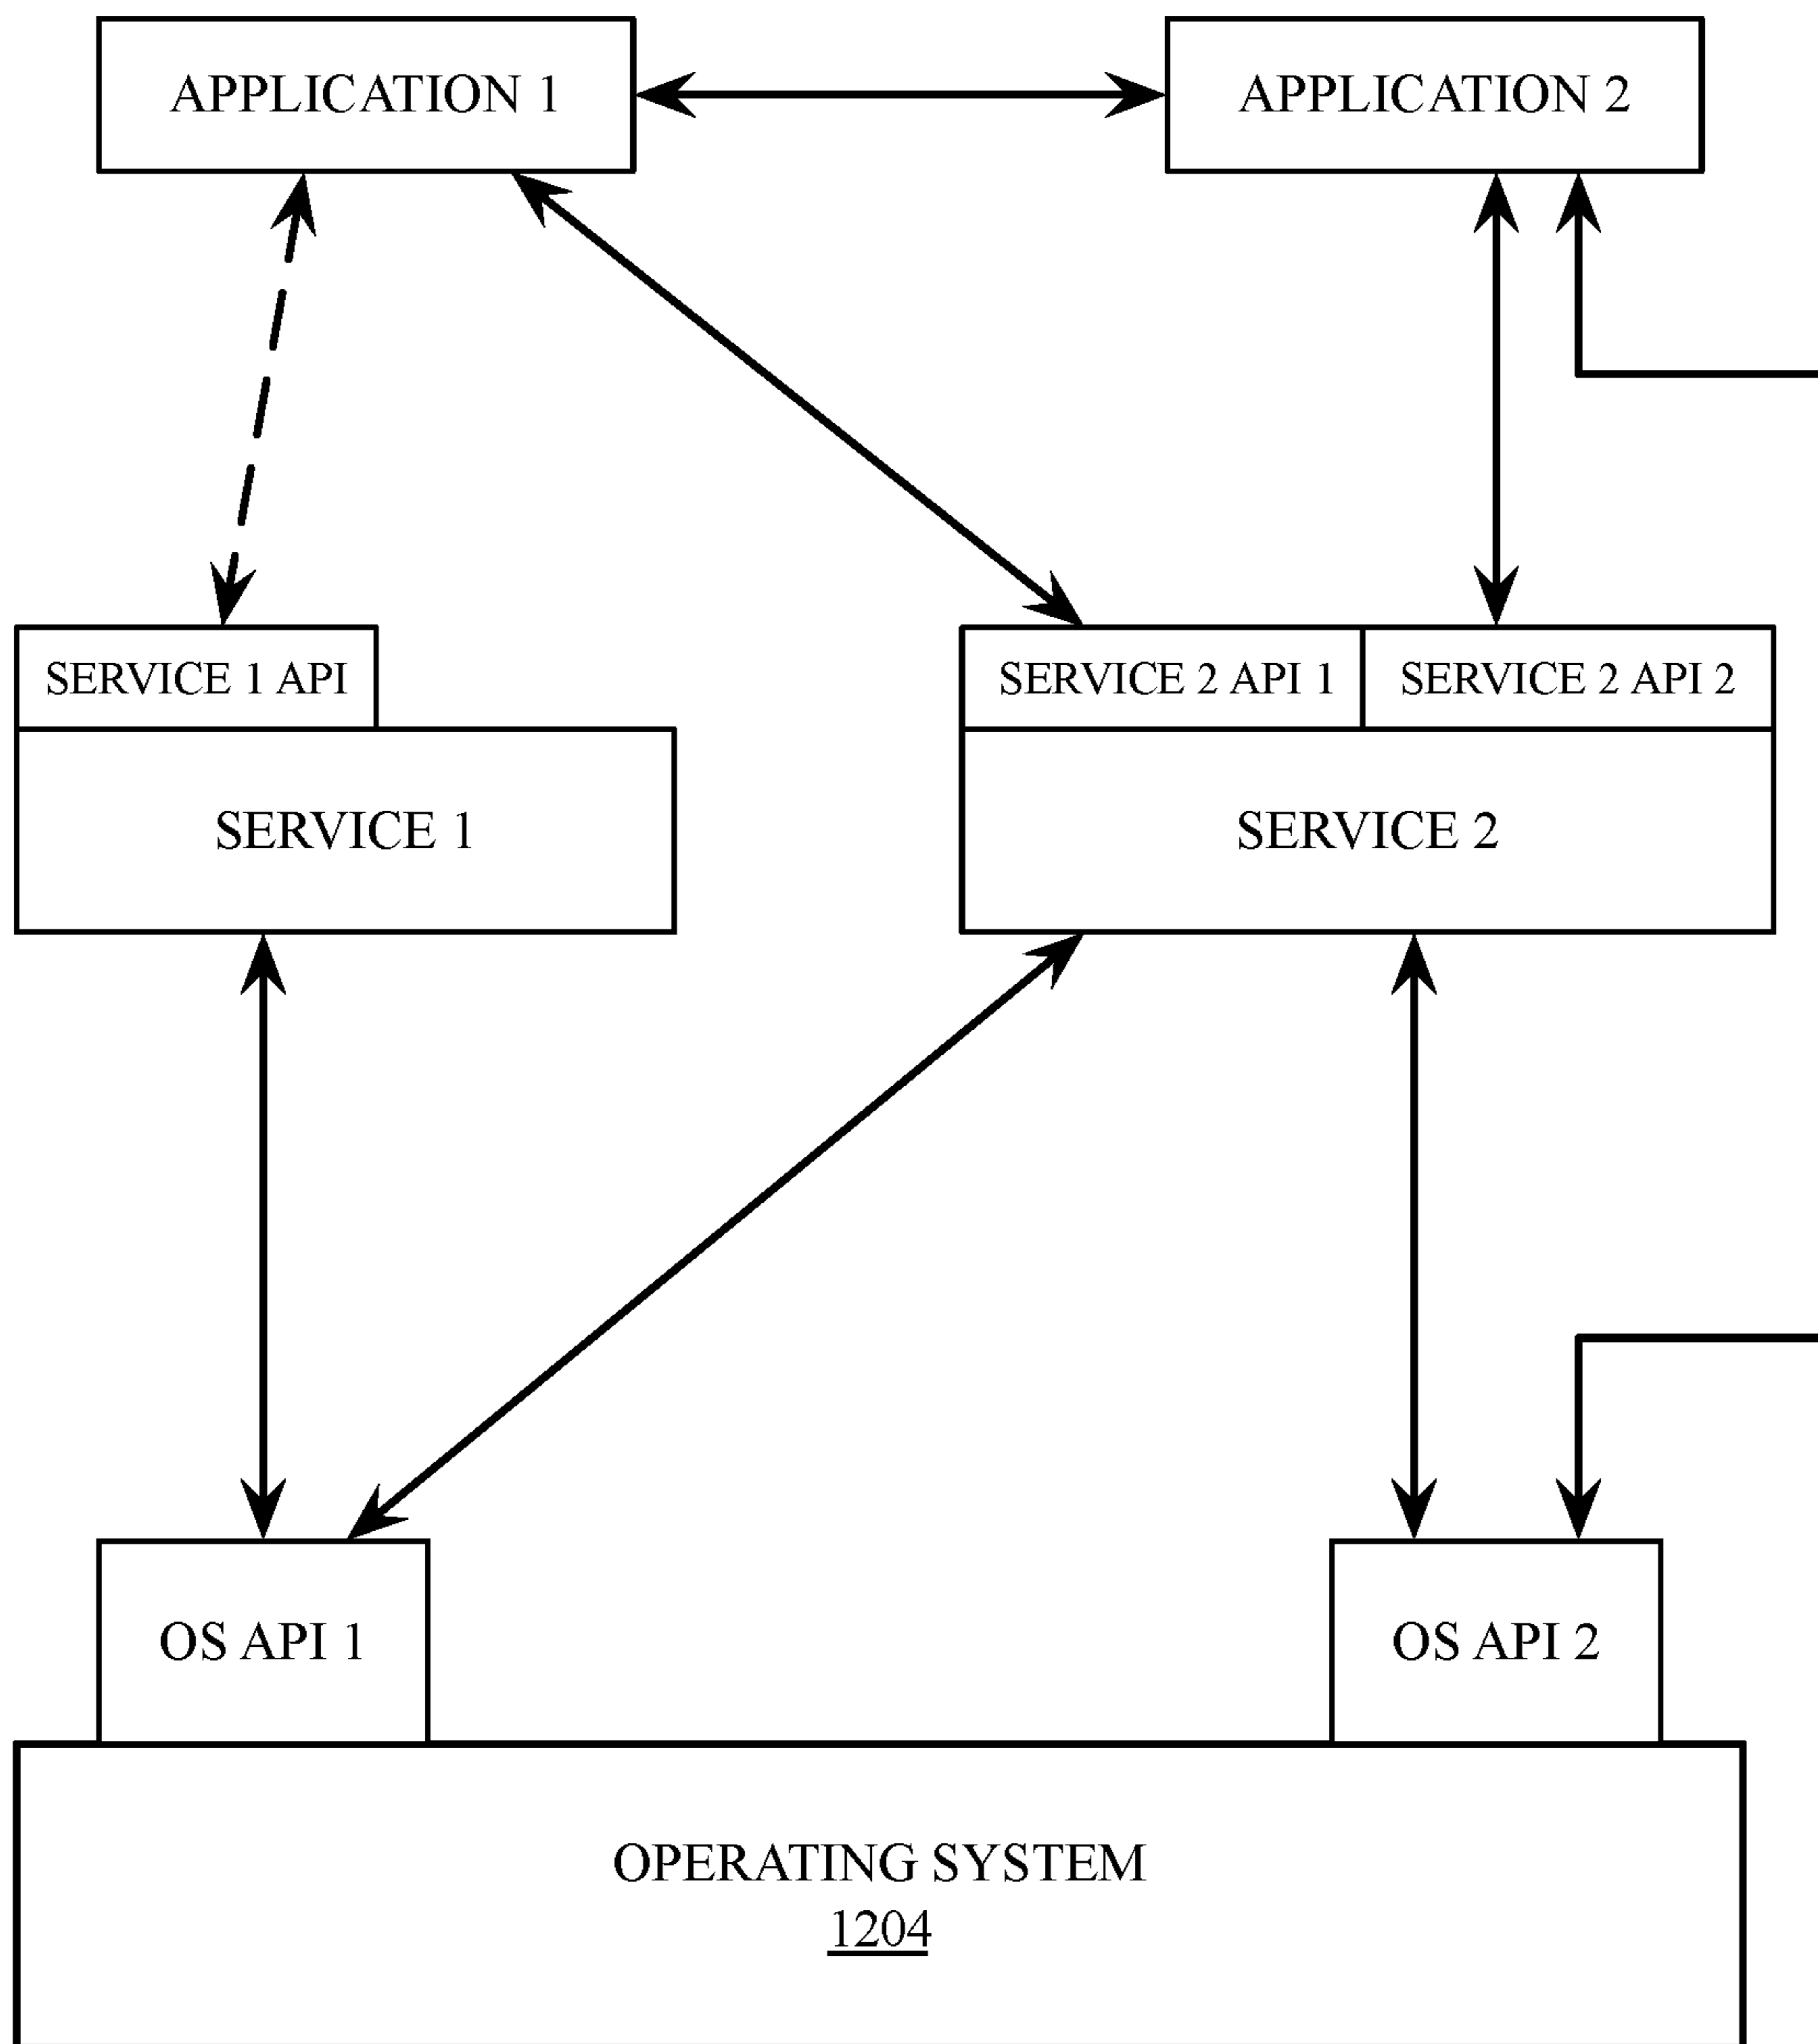 APPLICATION 1
APPLICATION 2
SERVICE 1 API
SERVICE 2 API 1
SERVICE 2 API 2
SERVICE 1
SERVICE 2
OS API 1
OS API 2
OPERATING SYSTEM
1204